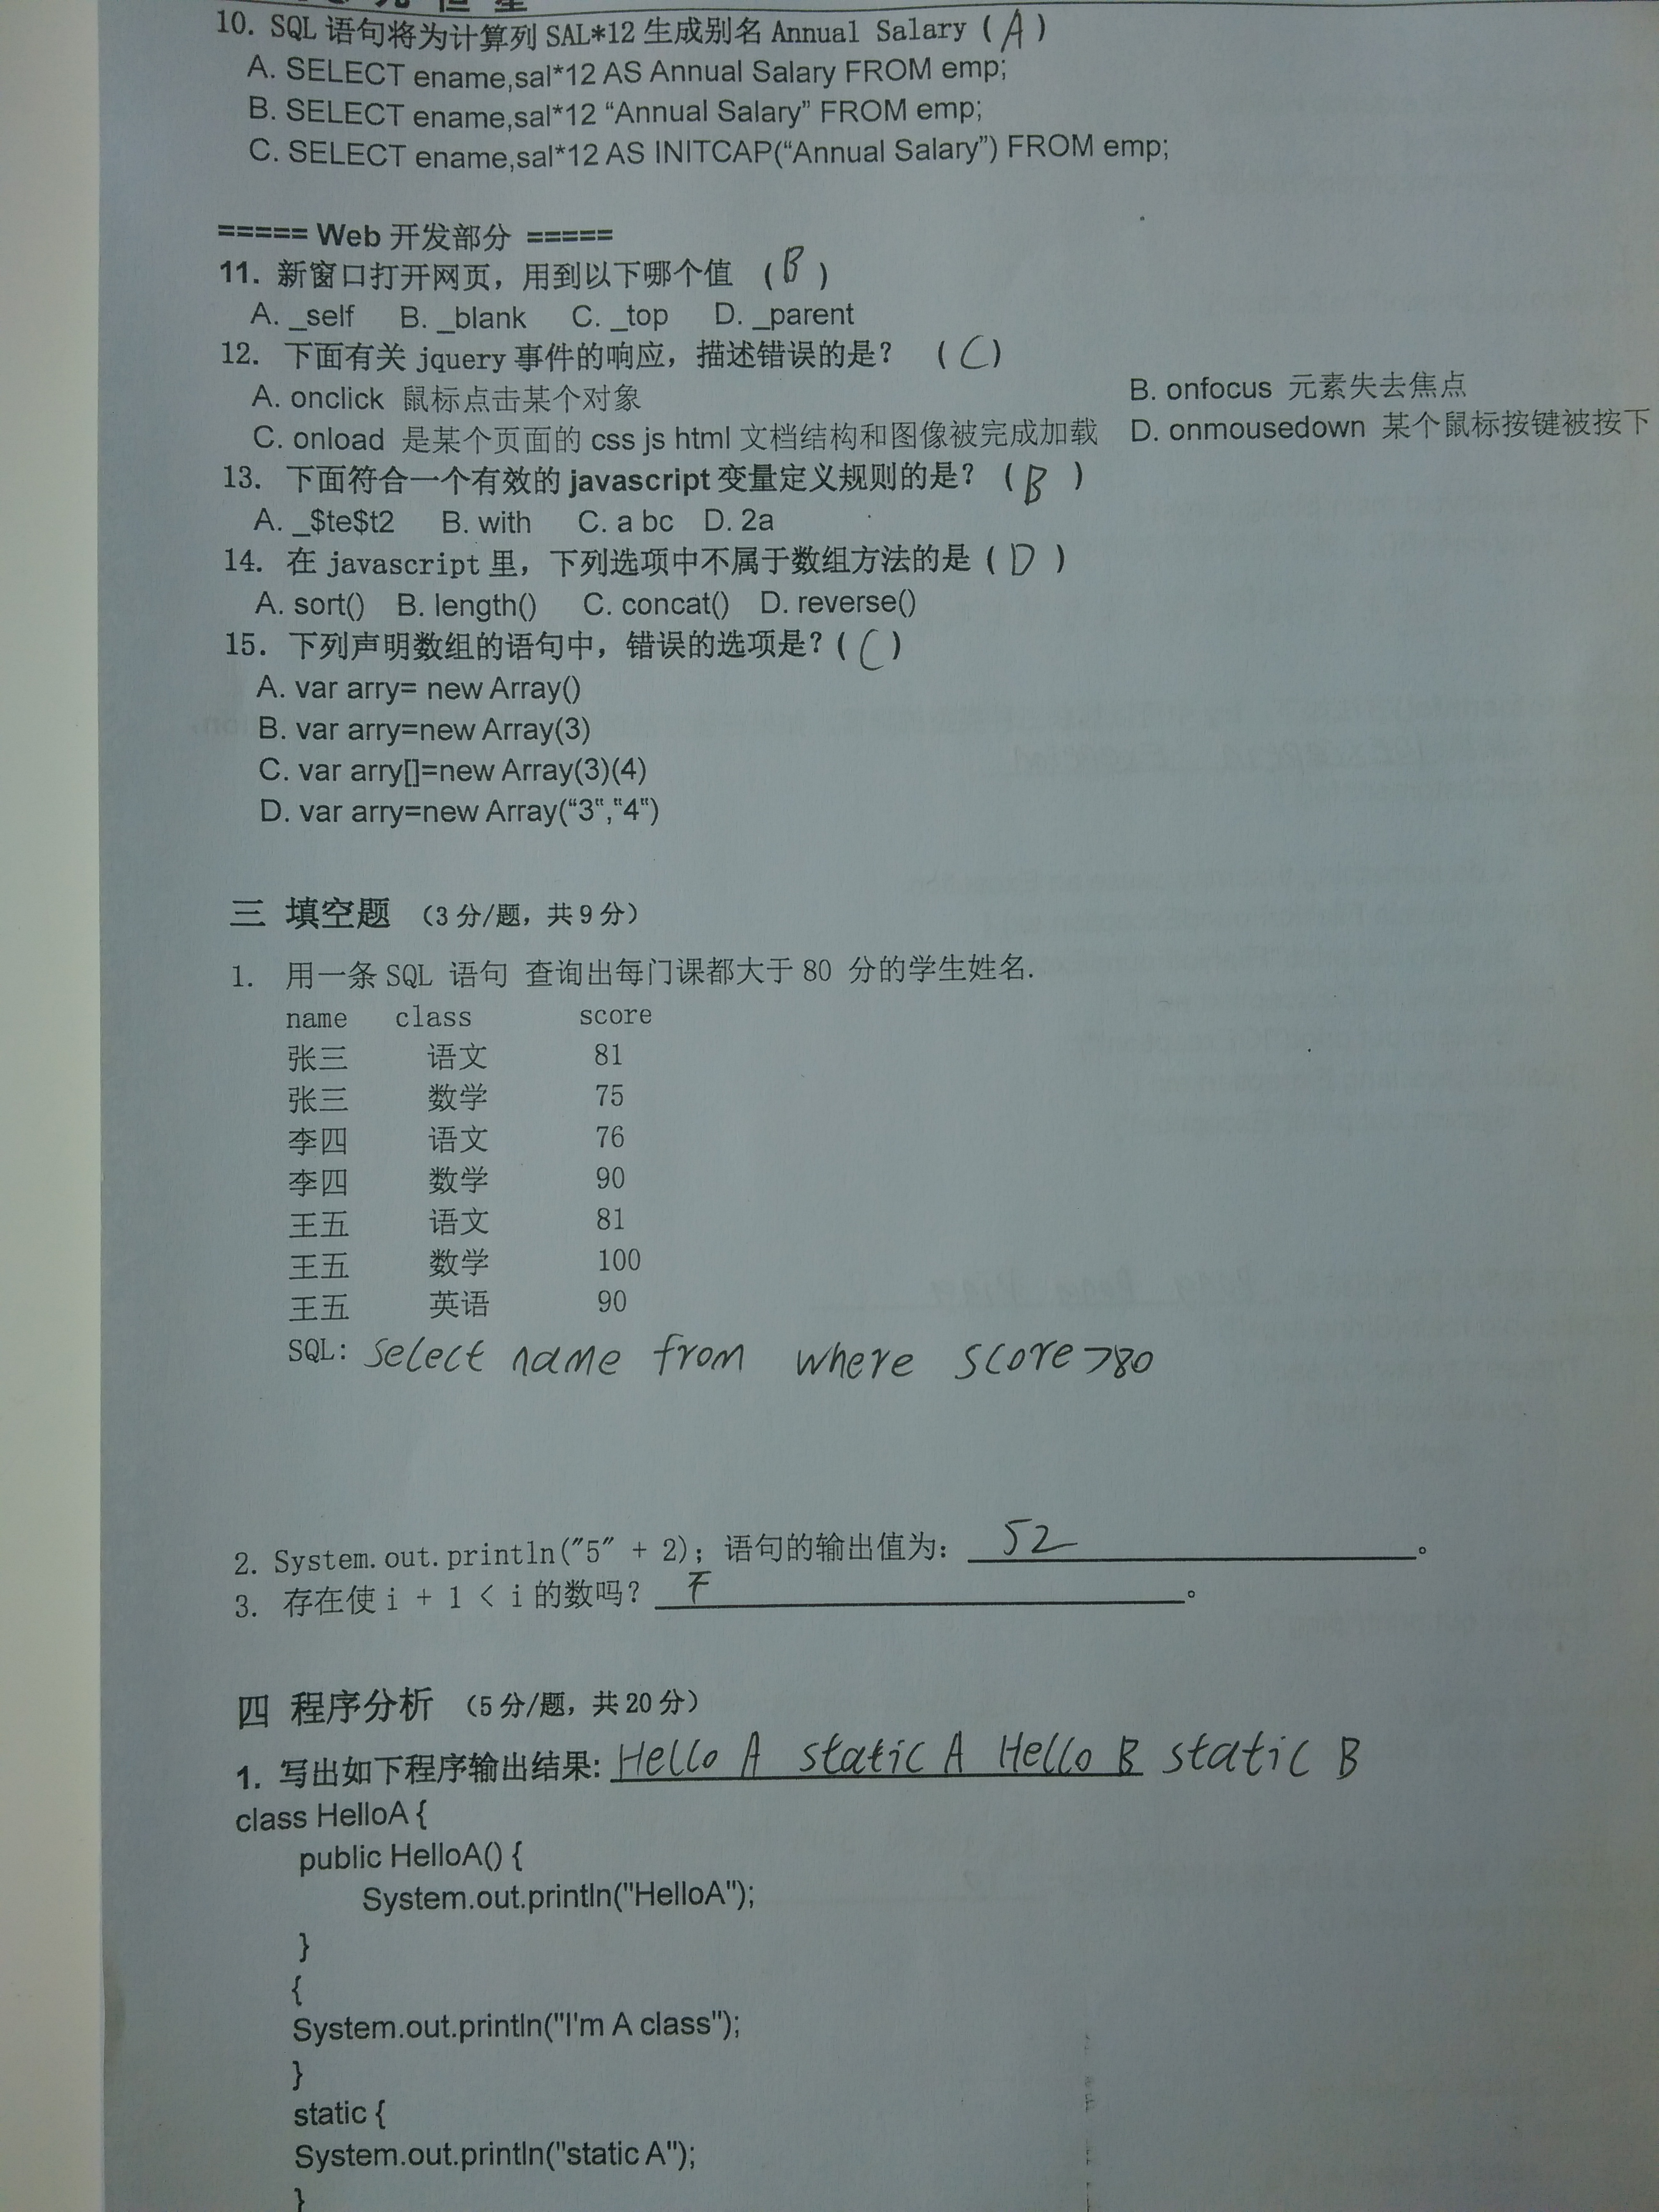 10. SQL 语句将为计算列 SAL*12 生成别名 Annual Salary ( A )
A. SELECT ename,sal*12 AS Annual Salary FROM emp;
B. SELECT ename,sal*12 “Annual Salary” FROM emp;
C. SELECT ename,sal*12 AS INITCAP(“Annual Salary”) FROM emp;
===== Web 开发部分 =====
11. 新窗口打开网页，用到以下哪个值 ( B )
A. _self B. _blank C. _top D. _parent
12. 下面有关 jquery 事件的响应，描述错误的是？ ( C )
A. onclick 鼠标点击某个对象 B. onfocus 元素失去焦点
C. onload 是某个页面的 css js html 文档结构和图像被完成加载 D. onmousedown 某个鼠标按键被按下
13. 下面符合一个有效的 javascript 变量定义规则的是？ ( B )
A. _$te$t2 B. with C. a bc D. 2a
14. 在 javascript 里，下列选项中不属于数组方法的是 ( D )
A. sort() B. length() C. concat() D. reverse()
15. 下列声明数组的语句中，错误的选项是？( C )
A. var arry= new Array()
B. var arry=new Array(3)
C. var arry[]=new Array(3)(4)
D. var arry=new Array(“3“,“4“)
三 填空题 （3 分/题，共 9 分）
1. 用一条 SQL 语句 查询出每门课都大于 80 分的学生姓名.
name class score
张三 语文 81
张三 数学 75
李四 语文 76
李四 数学 90
王五 语文 81
王五 数学 100
王五 英语 90
SQL: select name from where score>80
2. System.out.println("5" + 2); 语句的输出值为: 52 。
3. 存在使 i + 1 < i 的数吗？ 。
四 程序分析 （5 分/题，共 20 分）
1. 写出如下程序输出结果: Hello A static A Hello B static B
class HelloA {
public HelloA() {
System.out.println("HelloA");
}
{
System.out.println("I'm A class");
}
static {
System.out.println("static A");
}